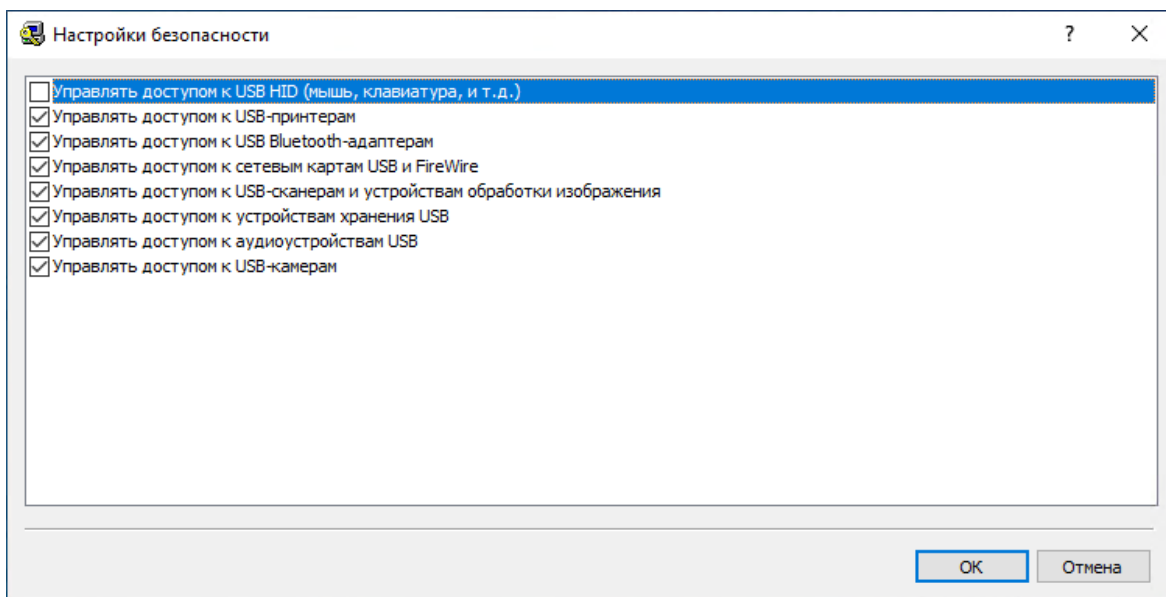 Настройки безопасности
?
Управлять доступом к USB HID (мышь, клавиатура, и т.д.)
Управлять доступом к USB-принтерам
Управлять доступом к USB Bluetooth-адаптерам
Управлять доступом к сетевым картам USB и FireWire
Управлять доступом к USB-сканерам и устройствам обработки изображения
Управлять доступом к устройствам хранения USB
Управлять доступом к аудиоустройствам USB
Управлять доступом к USB-камерам
OK
Отмена